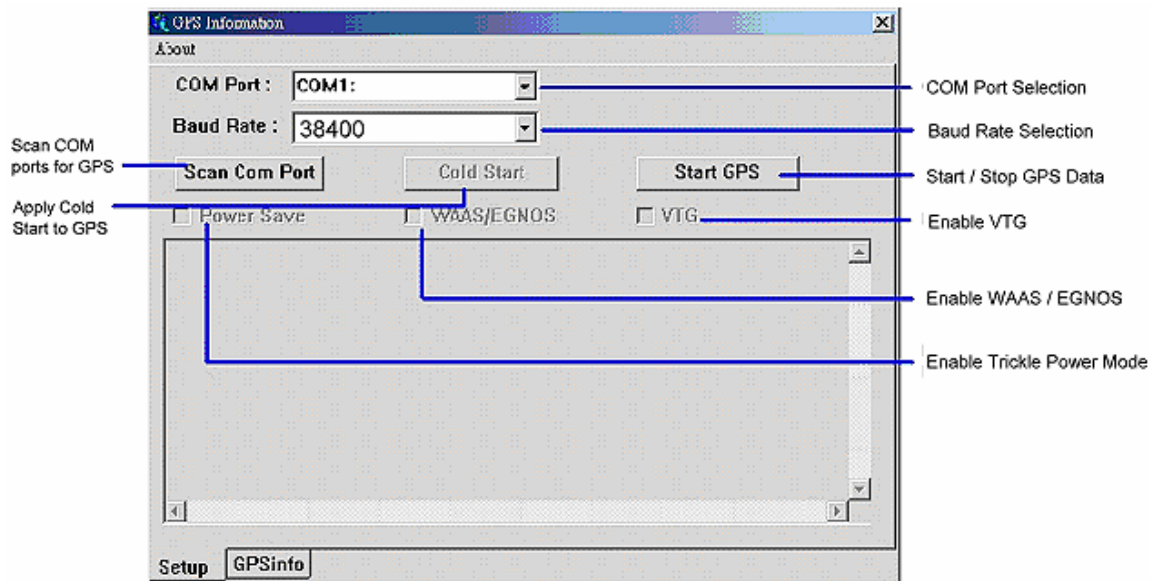 GPS Information
About
COM Port :
COM1:
COM Port Selection
Baud Rate :
38400
Baud Rate Selection
Scan COM
ports for GPS
Scan Com Port
Cold Start
Start GPS
Start / Stop GPS Data
Apply Cold
Start to GPS
Power Save
WAAS/EGNOS
VTG
Enable VTG
Enable WAAS / EGNOS
Enable Trickle Power Mode
Setup
GPSinfo